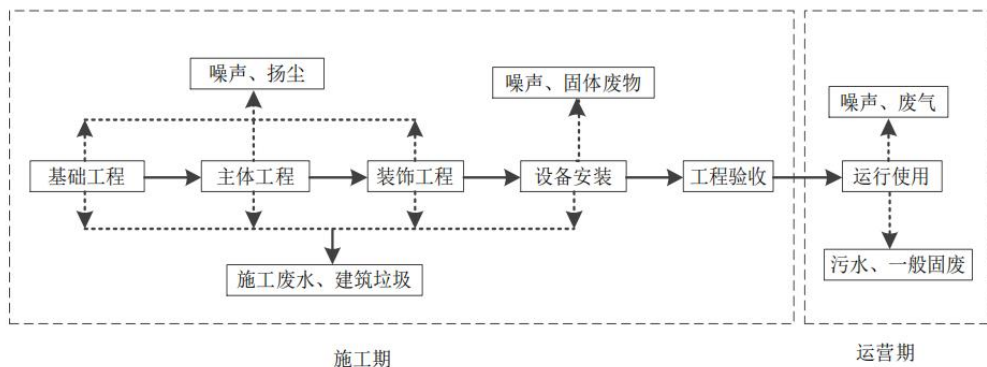 噪声、扬尘
噪声、固体废物
噪声、废气
基础工程
主体工程
装饰工程
设备安装
工程验收
运行使用
施工废水、建筑垃圾
污水、一般固废
施工期
运营期